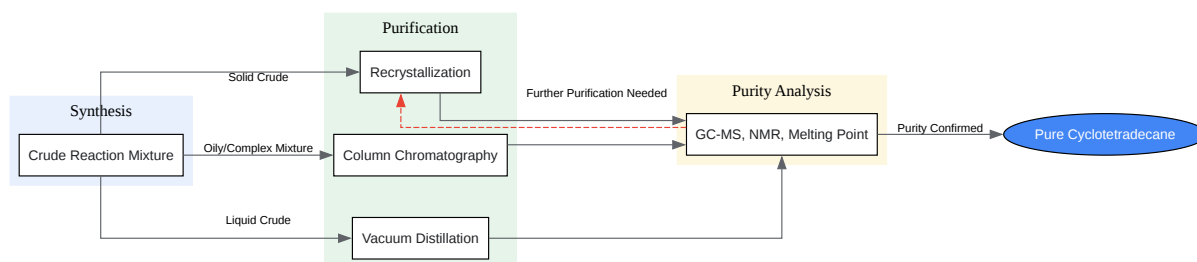 Purification
Solid Crude
Recrystallization
Further Purification Needed
Synthesis
Purity Analysis
Crude Reaction Mixture
Oily/Complex Mixture
Column Chromatography
GC-MS, NMR, Melting Point
Purity Confirmed
Pure Cyclotetradecane
Liquid Crude
Vacuum Distillation